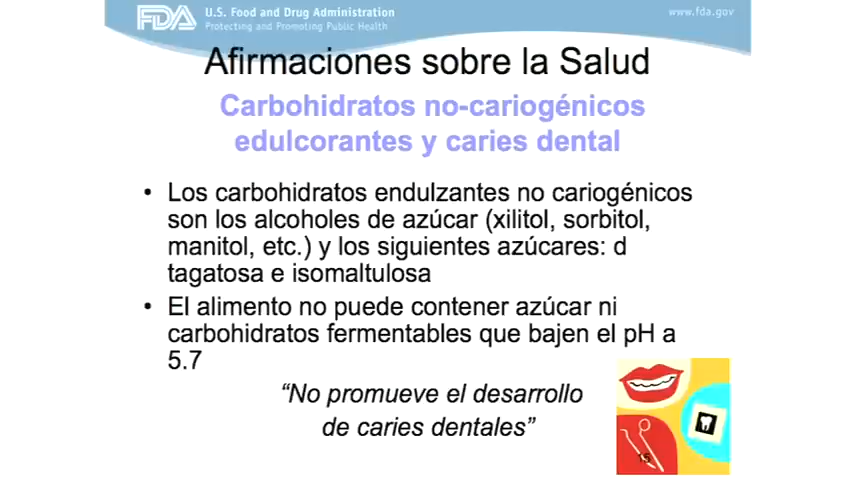 FDA U.S. Food and Drug Administration
Protecting and Promoting Public Health
www.fda.gov
Afirmaciones sobre la Salud
Carbohidratos no-cariogénicos
edulcorantes y caries dental
• Los carbohidratos endulzantes no cariogénicos
son los alcoholes de azúcar (xilitol, sorbitol,
manitol, etc.) y los siguientes azúcares: d
tagatosa e isomaltulosa
• El alimento no puede contener azúcar ni
carbohidratos fermentables que bajen el pH a
5.7
“No promueve el desarrollo
de caries dentales”
15